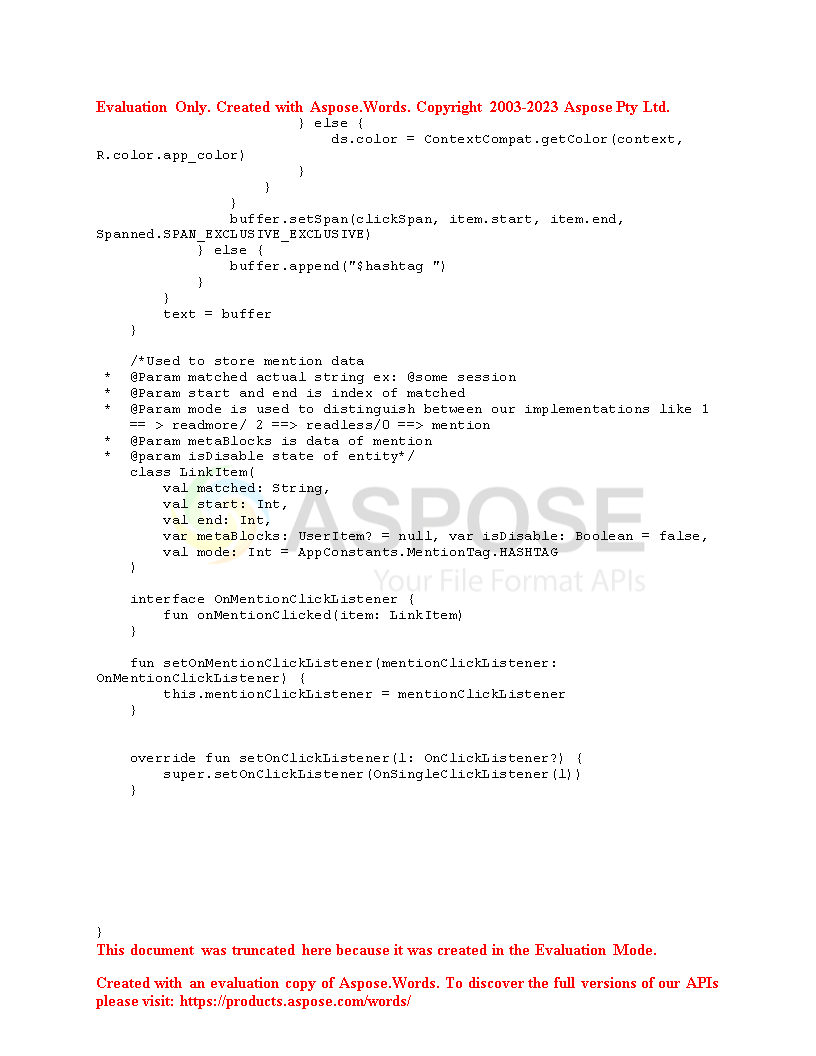 Evaluation Only. Created with Aspose.Words. Copyright 2003-2023 Aspose Pty Ltd.
} else {
ds.color = ContextCompat.getColor(context,
R.color.app_color)
}
}
}
buffer.setSpan(clickSpan, item.start, item.end,
Spanned.SPAN_EXCLUSIVE_EXCLUSIVE)
} else {
buffer.append("$hashtag ")
}
}
text = buffer
}
/*Used to store mention data
* @Param matched actual string ex: @some session
* @Param start and end is index of matched
* @Param mode is used to distinguish between our implementations like 1
== > readmore/ 2 ==> readless/0 ==> mention
* @Param metaBlocks is data of mention
* @param isDisable state of entity*/
class LinkItem(
val matched: String,
val start: Int,
val end: Int,
var metaBlocks: UserItem? = null, var isDisable: Boolean = false,
val mode: Int = AppConstants.MentionTag.HASHTAG
)
ASPOSE
Your File Format APIs
interface OnMentionClickListener {
fun onMentionClicked(item: LinkItem)
}
fun setOnMentionClickListener(mentionClickListener:
OnMentionClickListener) {
this.mentionClickListener = mentionClickListener
}
override fun setOnClickListener(l: OnClickListener?) {
super.setOnClickListener(OnSingleClickListener(l))
}
}
This document was truncated here because it was created in the Evaluation Mode.
Created with an evaluation copy of Aspose.Words. To discover the full versions of our APIs
please visit: https://products.aspose.com/words/